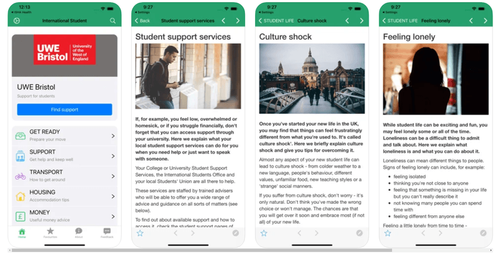 12:13
International Student
UWE
Bristol
University
of the
West of
England
UWE Bristol
Support for students
Find support
GET READY
Prepare your move
SUPPORT
Get help and keep well
TRANSPORT
How to get around
HOUSING
Accommodation tips
MONEY
Useful money advice
9:27
Back
Student support services
Student support services
If, for example, you feel low, overwhelmed or
homesick, or if you struggle financially, don't
forget that you can access support through
your university. Here we explain what your
local student support services can do for you
when you need help or just want to speak
with someone.
Your College or University Student Support
Services, the International Students Office and
your local Students' Union are all there to help.
These services are staffed by trained advisers
who will be able to offer you a wide range of
advice and guidance on all sorts of matters (see
below).
To find out about available support and how to
access it, check the student support pages of
9:27
STUDENT LIFE
Culture shock
Culture shock
Once you've started your new life in the UK,
you may find that things can feel frustratingly
different from what you're used to. It's called
'culture shock'. Here we briefly explain culture
shock and give you tips for overcoming it.
Almost any aspect of your new student life can
lead to culture shock - from colder weather to a
new language, people's behaviour, different
values, unfamiliar food, new teaching styles or a
'strange' social manners.
If you suffer from culture shock, don't worry - it's
only natural. Don't think you've made the wrong
choice or won't manage. The chances are that
you will get over it soon and embrace most (if not
all) of your new life.
9:27
STUDENT LIFE
Feeling lonely
Feeling lonely
While student life can be exciting and fun, you
may feel lonely some or all of the time.
Loneliness can be a difficult thing to admit
and talk about. Here we explain what
loneliness is and what you can do about it.
Loneliness can mean different things to people.
Signs of feeling lonely can include, for example:
• feeling isolated
• thinking you're not close to anyone
• feeling that something is missing in your life
but you can't really describe it
• not knowing many people you can spend
time with
• feeling different from anyone else
Feeling a little lonely from time to time -